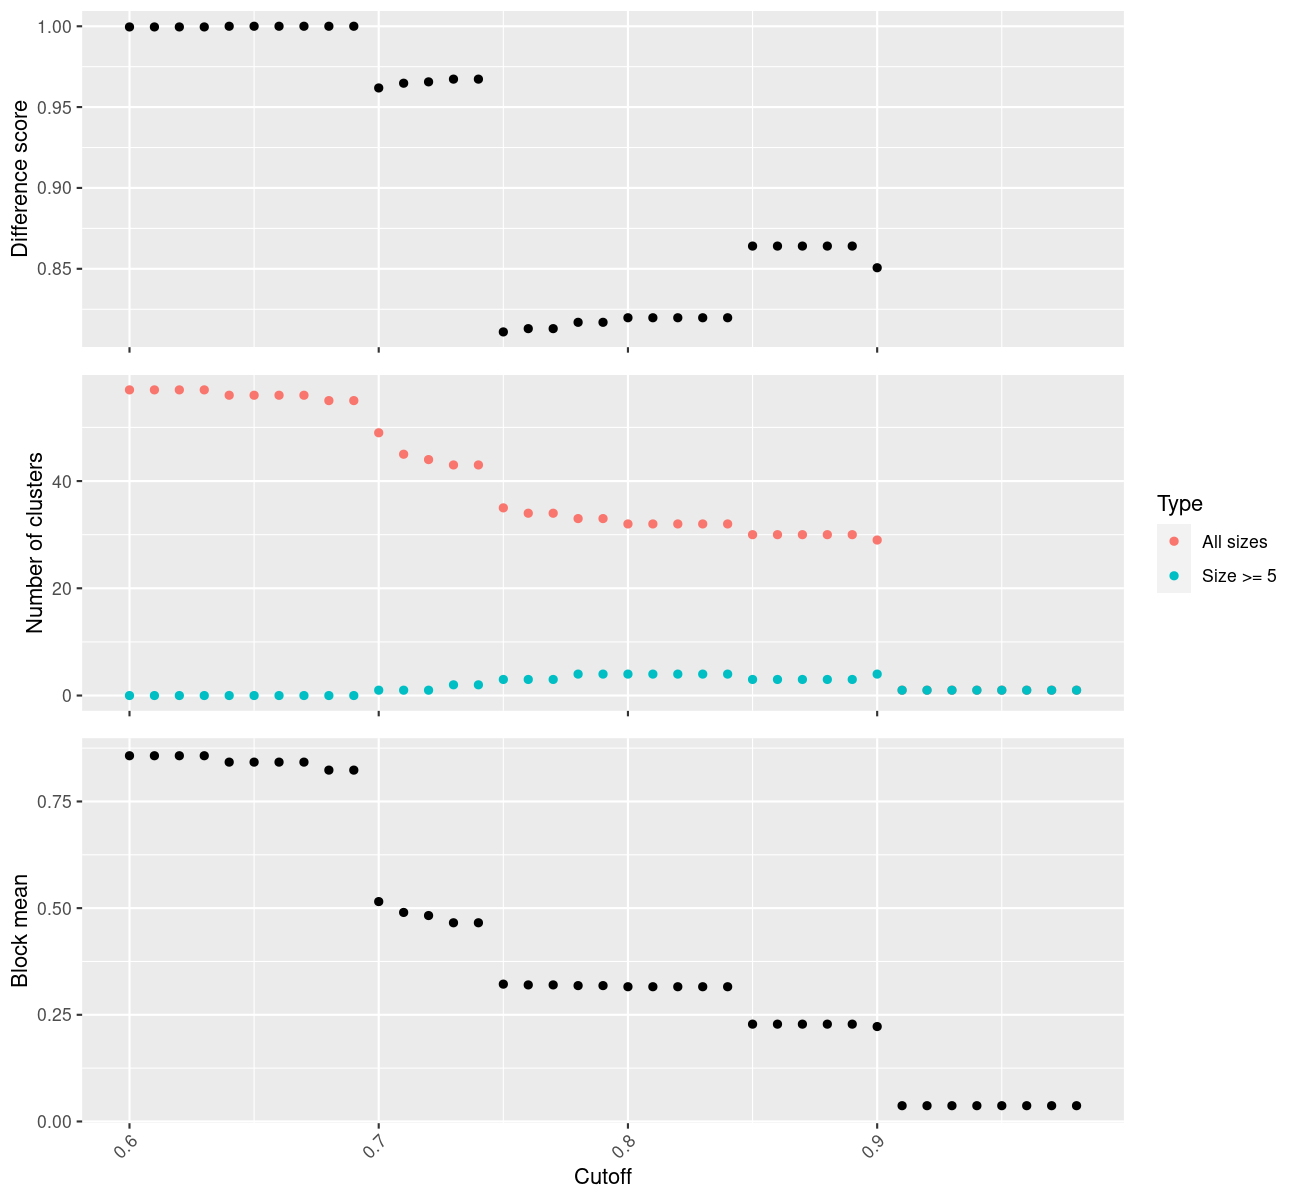 1.00
0.95
0.90
0.85
Difference score
40
20
0
Number of clusters
Type
All sizes
Size >= 5
0.75
0.50
0.25
0.00
Block mean
0.6
0.7
0.8
0.9
Cutoff